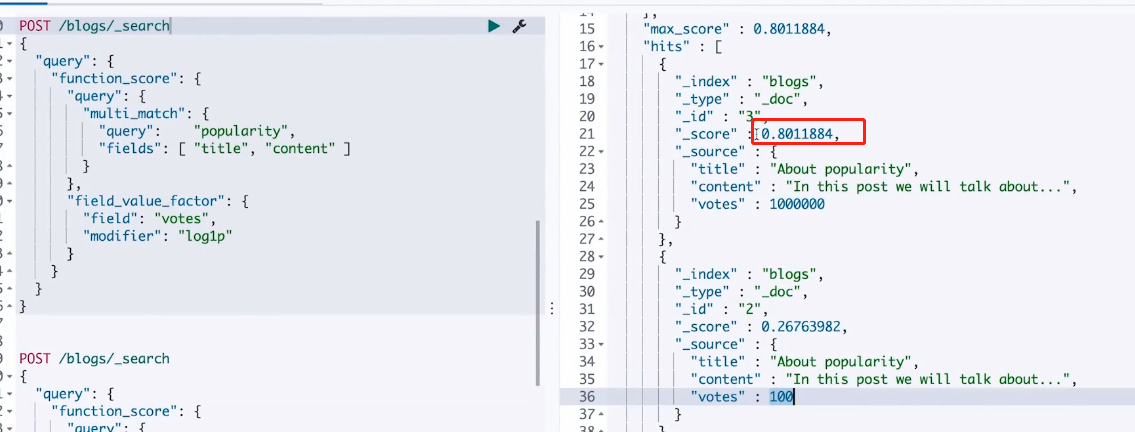 POST /blogs/_search
{
"query": {
"function_score": {
"query": {
"multi_match": {
"query": "popularity",
"fields": [ "title", "content" ]
}
},
"field_value_factor": {
"field": "votes",
"modifier": "log1p"
}
}
}
}
POST /blogs/_search
{
"query": {
"function_score": {
"query": {
14 },
15 "max_score" : 0.8011884,
16 "hits" : [
17 {
18 "_index" : "blogs",
19 "_type" : "_doc",
20 "_id" : "3",
21 "_score" : 0.8011884,
22 "_source" : {
23 "title" : "About popularity",
24 "content" : "In this post we will talk about...",
25 "votes" : 1000000
26 }
27 },
28 {
29 "_index" : "blogs",
30 "_type" : "_doc",
31 "_id" : "2",
32 "_score" : 0.26763982,
33 "_source" : {
34 "title" : "About popularity",
35 "content" : "In this post we will talk about...",
36 "votes" : 100
37 }
38 }